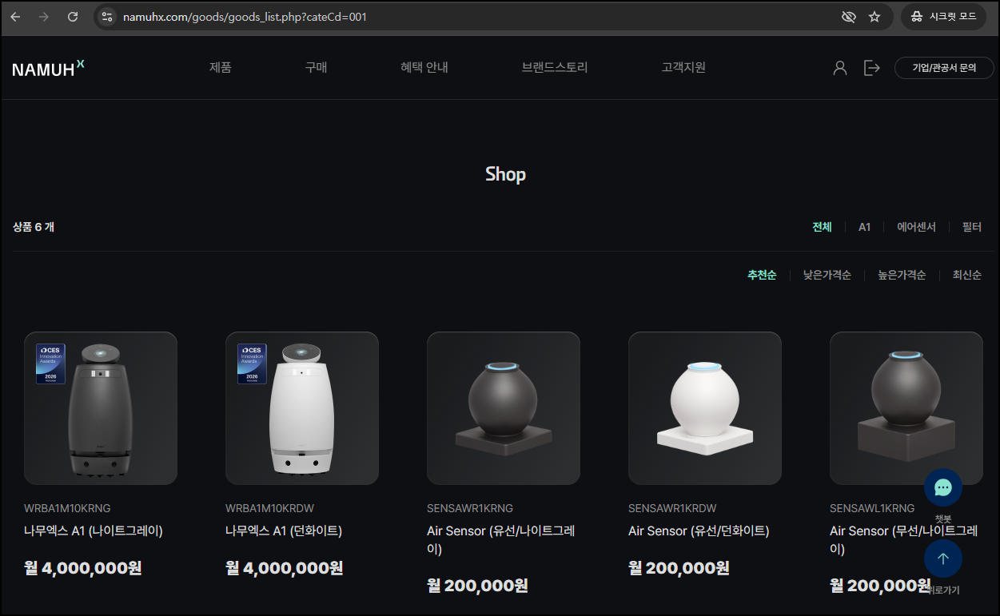 namuhx.com/goods/goods_list.php?cateCd=001
시크릿 모드
NAMUHX
제품
구매
혜택 안내
브랜드스토리
고객지원
기업/관공서 문의
Shop
상품 6 개
전체
A1
에어센서
필터
추천순
낮은가격순
높은가격순
최신순
CES
Innovation
Awards
2026
CES
Innovation
Awards
2026
WRBA1M10KRNG
나무엑스 A1 (나이트그레이)
월 4,000,000원
WRBA1M10KRDW
나무엑스 A1 (던화이트)
월 4,000,000원
SENSAWR1KRNG
Air Sensor (유선/나이트그레
이)
월 200,000원
SENSAWR1KRDW
Air Sensor (유선/던화이트)
월 200,000원
SENSAWL1KRNG
Air Sensor (무선/나이트그레
이)
월 200,000원
챗봇
위로가기